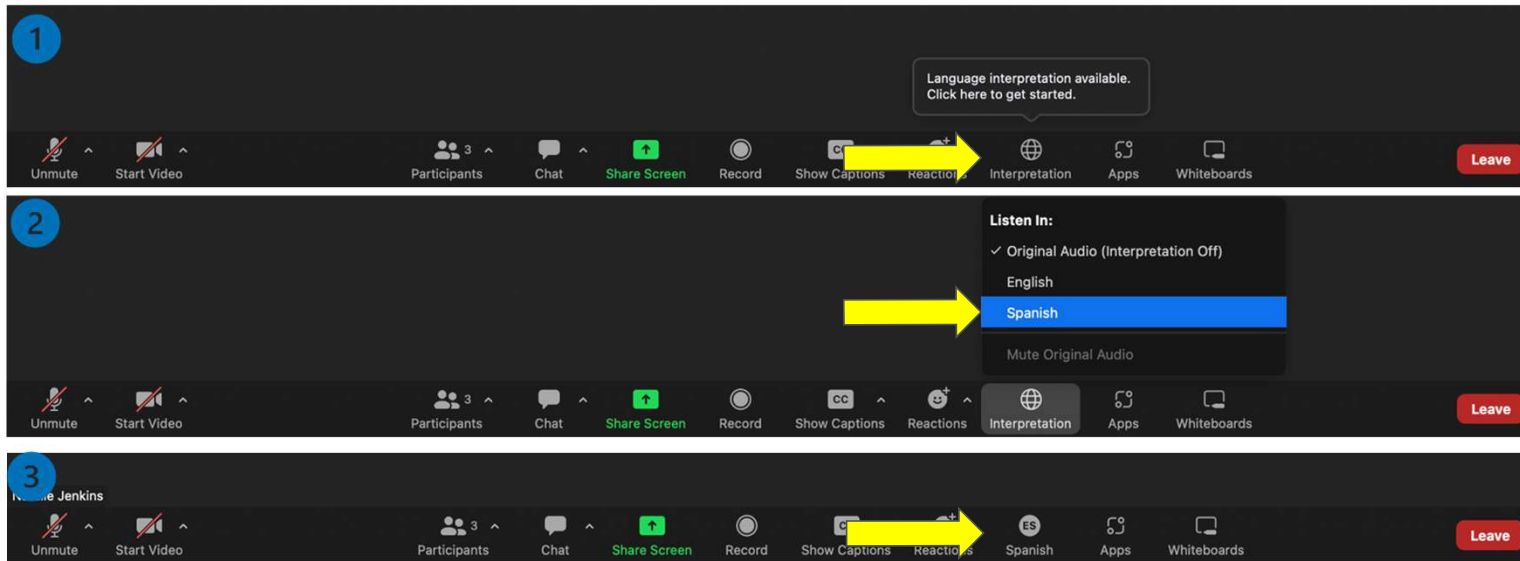 1
Language interpretation available.
Click here to get started.
3
Unmute Start Video Participants Chat Share Screen Record Show Captions Reactions Interpretation Apps Whiteboards Leave
2
Listen In:
✓ Original Audio (Interpretation Off)
English
Spanish
Mute Original Audio
3 CC
Unmute Start Video Participants Chat Share Screen Record Show Captions Reactions Interpretation Apps Whiteboards Leave
3
Jenkins
3 ES
Unmute Start Video Participants Chat Share Screen Record Show Captions Reactions Spanish Apps Whiteboards Leave